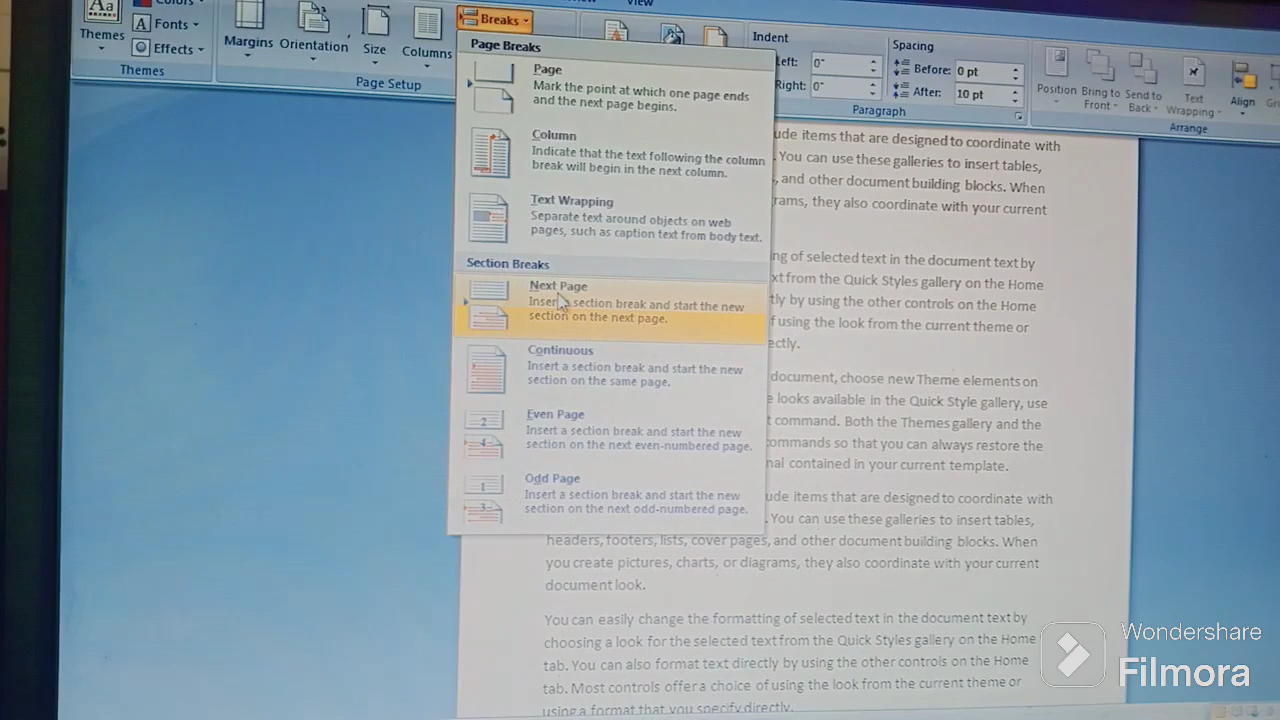 View
Aa
Colors
Fonts
Effects
Themes
Themes
Margins
Orientation
Size
Columns
Page Setup
Breaks
Indent
Left: 0"
Right: 0"
Spacing
Before: 0 pt
After: 10 pt
Paragraph
Position
Bring to
Front
Send to
Back
Text
Wrapping
Align
Arrange
Page Breaks
Page
Mark the point at which one page ends
and the next page begins.
Column
Indicate that the text following the column
break will begin in the next column.
Text Wrapping
Separate text around objects on web
pages, such as caption text from body text.
Section Breaks
Next Page
Insert a section break and start the new
section on the next page.
Continuous
Insert a section break and start the new
section on the same page.
Even Page
Insert a section break and start the new
section on the next even-numbered page.
Odd Page
Insert a section break and start the new
section on the next odd-numbered page.
ude items that are designed to coordinate with
. You can use these galleries to insert tables,
s, and other document building blocks. When
rams, they also coordinate with your current
ng of selected text in the document text by
xt from the Quick Styles gallery on the Home
tly by using the other controls on the Home
f using the look from the current theme or
ectly.
document, choose new Theme elements on
e looks available in the Quick Style gallery, use
t command. Both the Themes gallery and the
ommands so that you can always restore the
nal contained in your current template.
ude items that are designed to coordinate with
. You can use these galleries to insert tables,
headers, footers, lists, cover pages, and other document building blocks. When
you create pictures, charts, or diagrams, they also coordinate with your current
document look.
You can easily change the formatting of selected text in the document text by
choosing a look for the selected text from the Quick Styles gallery on the Home
tab. You can also format text directly by using the other controls on the Home
tab. Most controls offer a choice of using the look from the current theme or
using a format that you specify directly.
Wondershare
Filmora